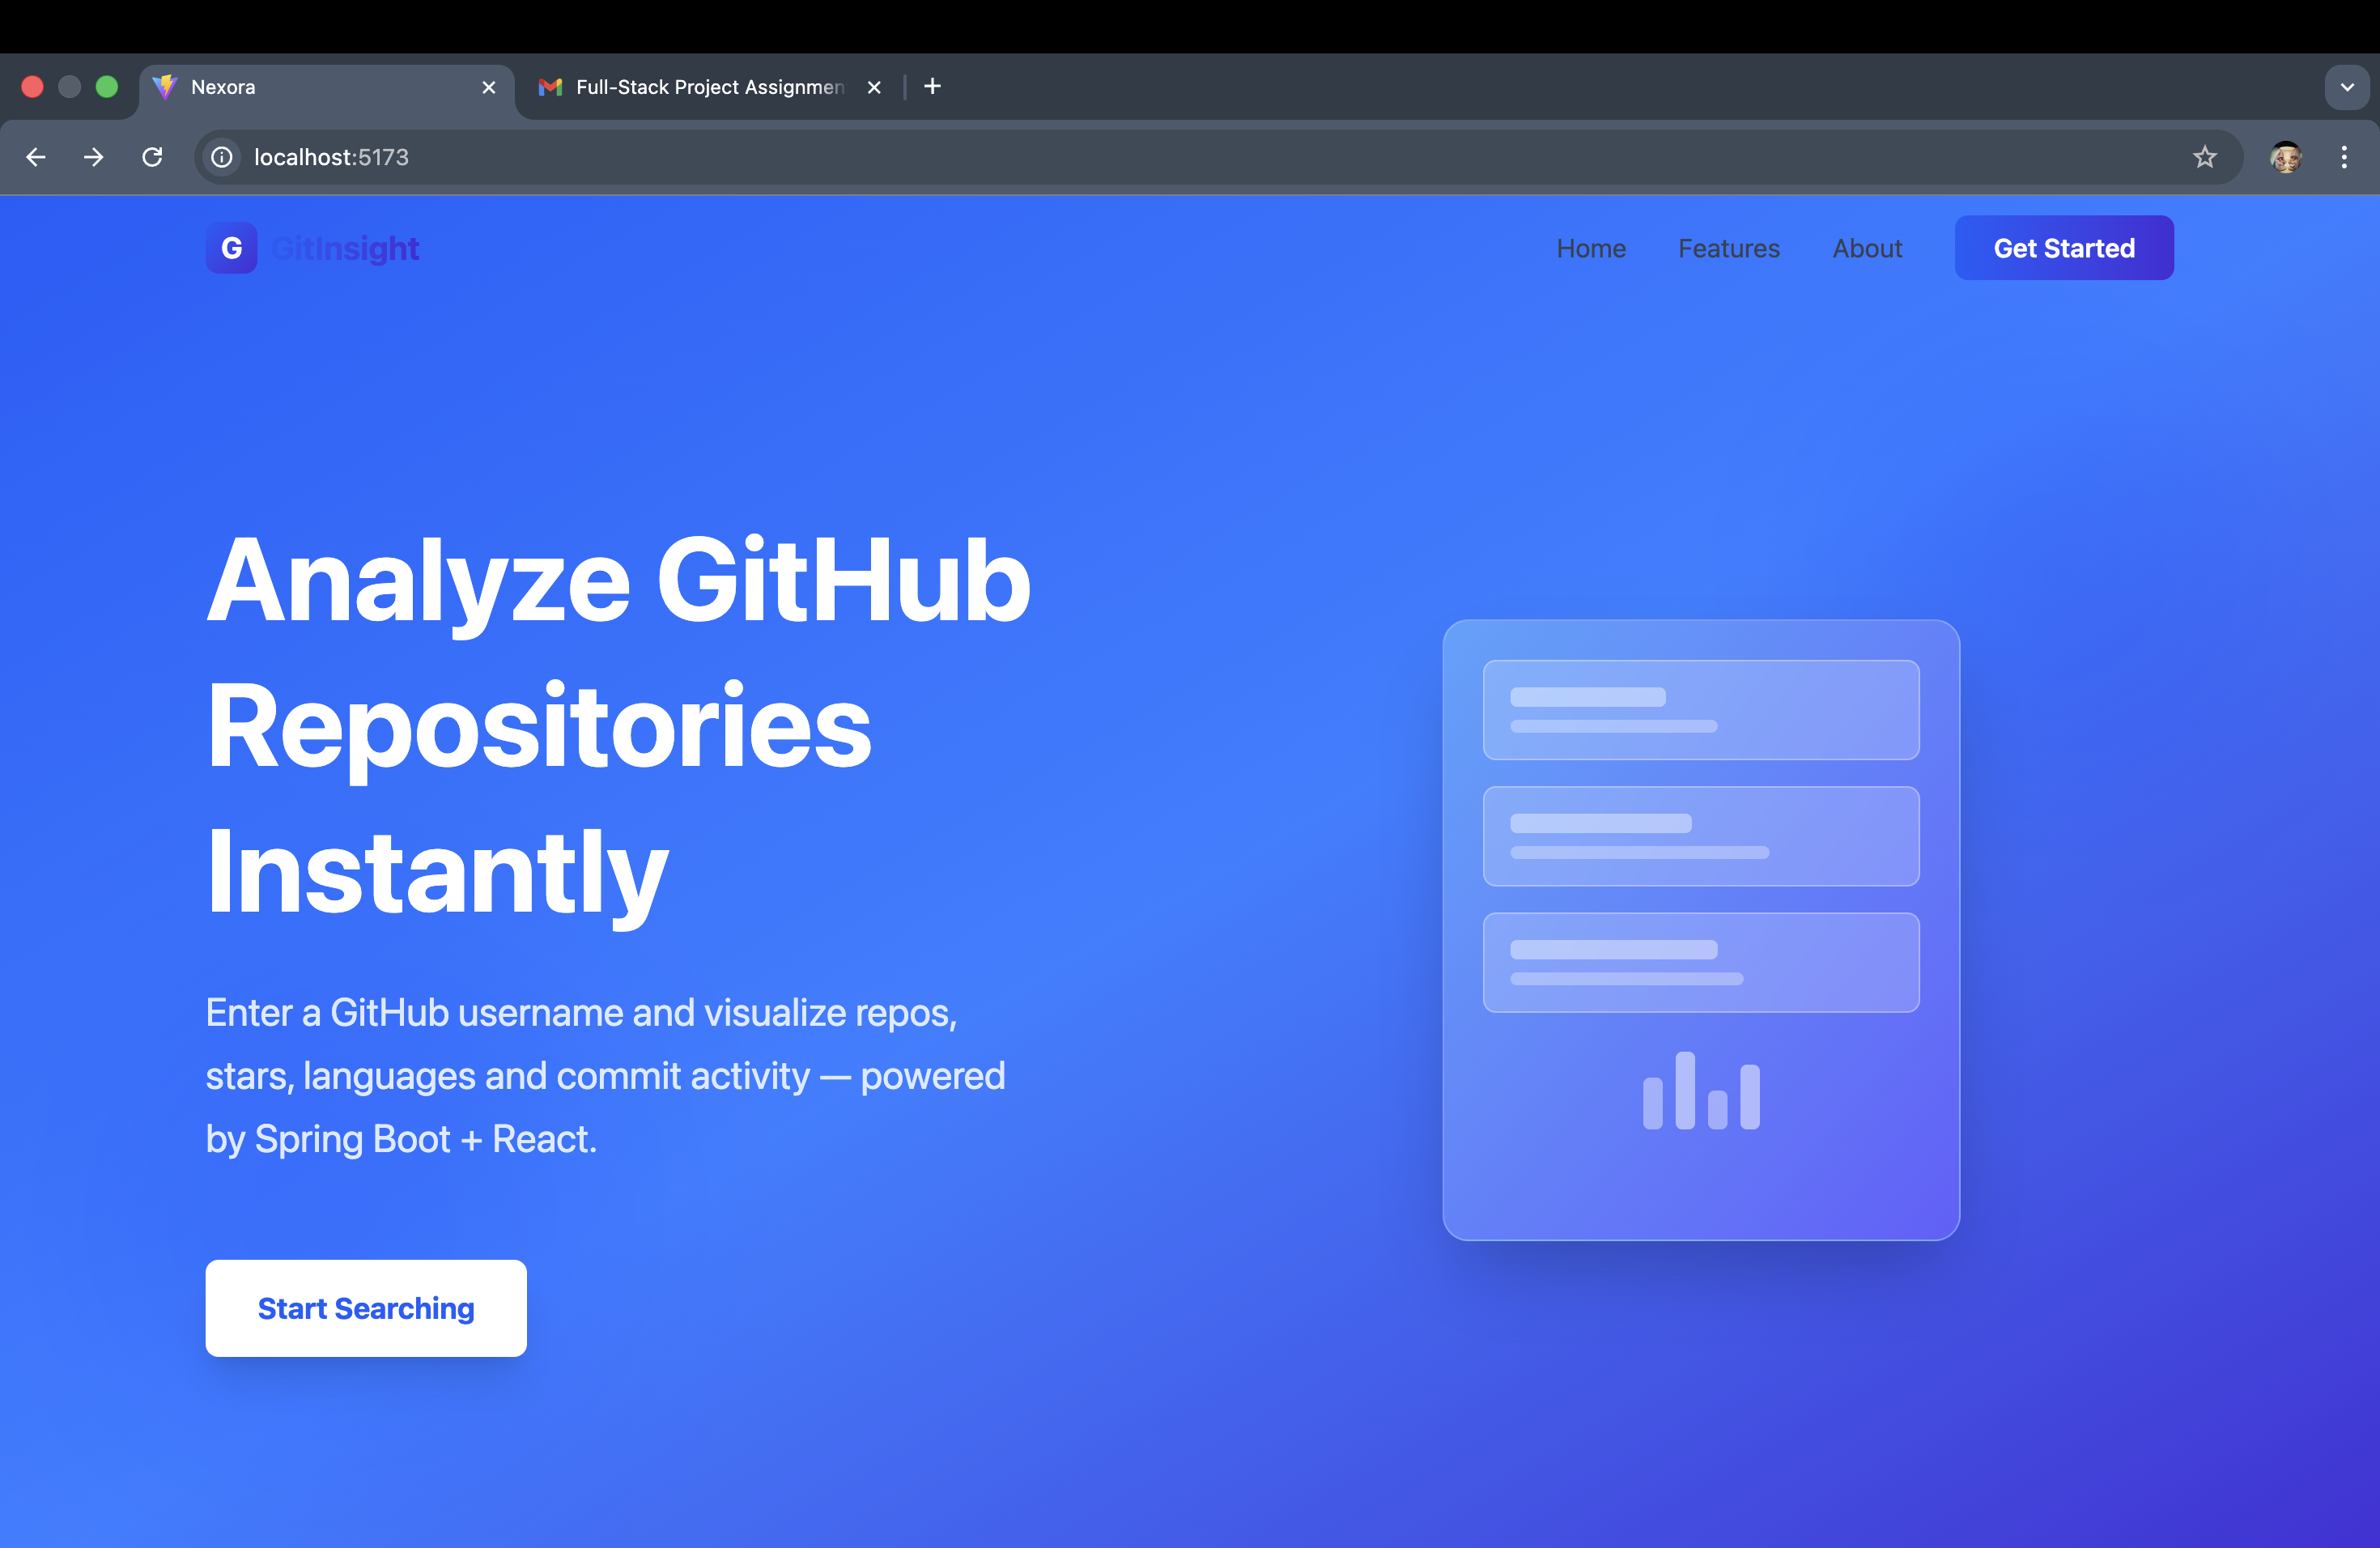 Nexora
Full-Stack Project Assignmen
localhost:5173
G GitInsight
Home Features About Get Started
Analyze GitHub
Repositories
Instantly
Enter a GitHub username and visualize repos,
stars, languages and commit activity — powered
by Spring Boot + React.
Start Searching